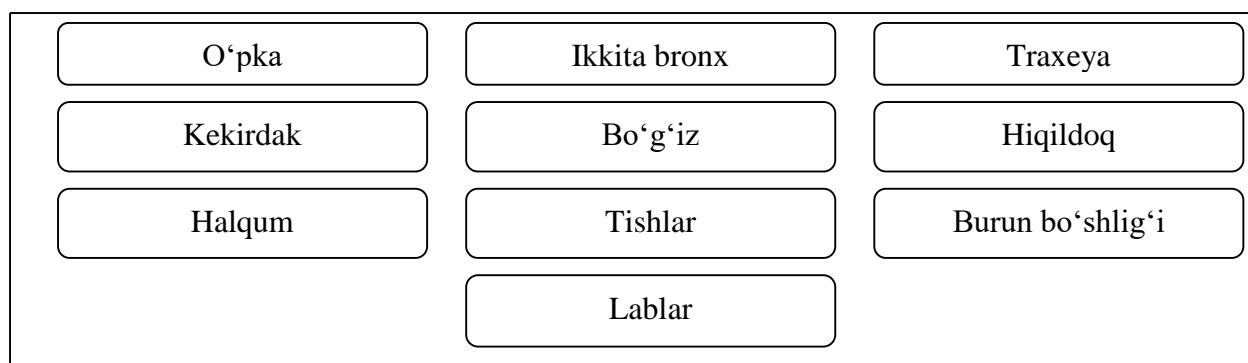 O‘pka
Ikkita bronx
Traxeya
Kekirdak
Bo‘g‘iz
Hiqildoq
Halqum
Tishlar
Burun bo‘shlig‘i
Lablar